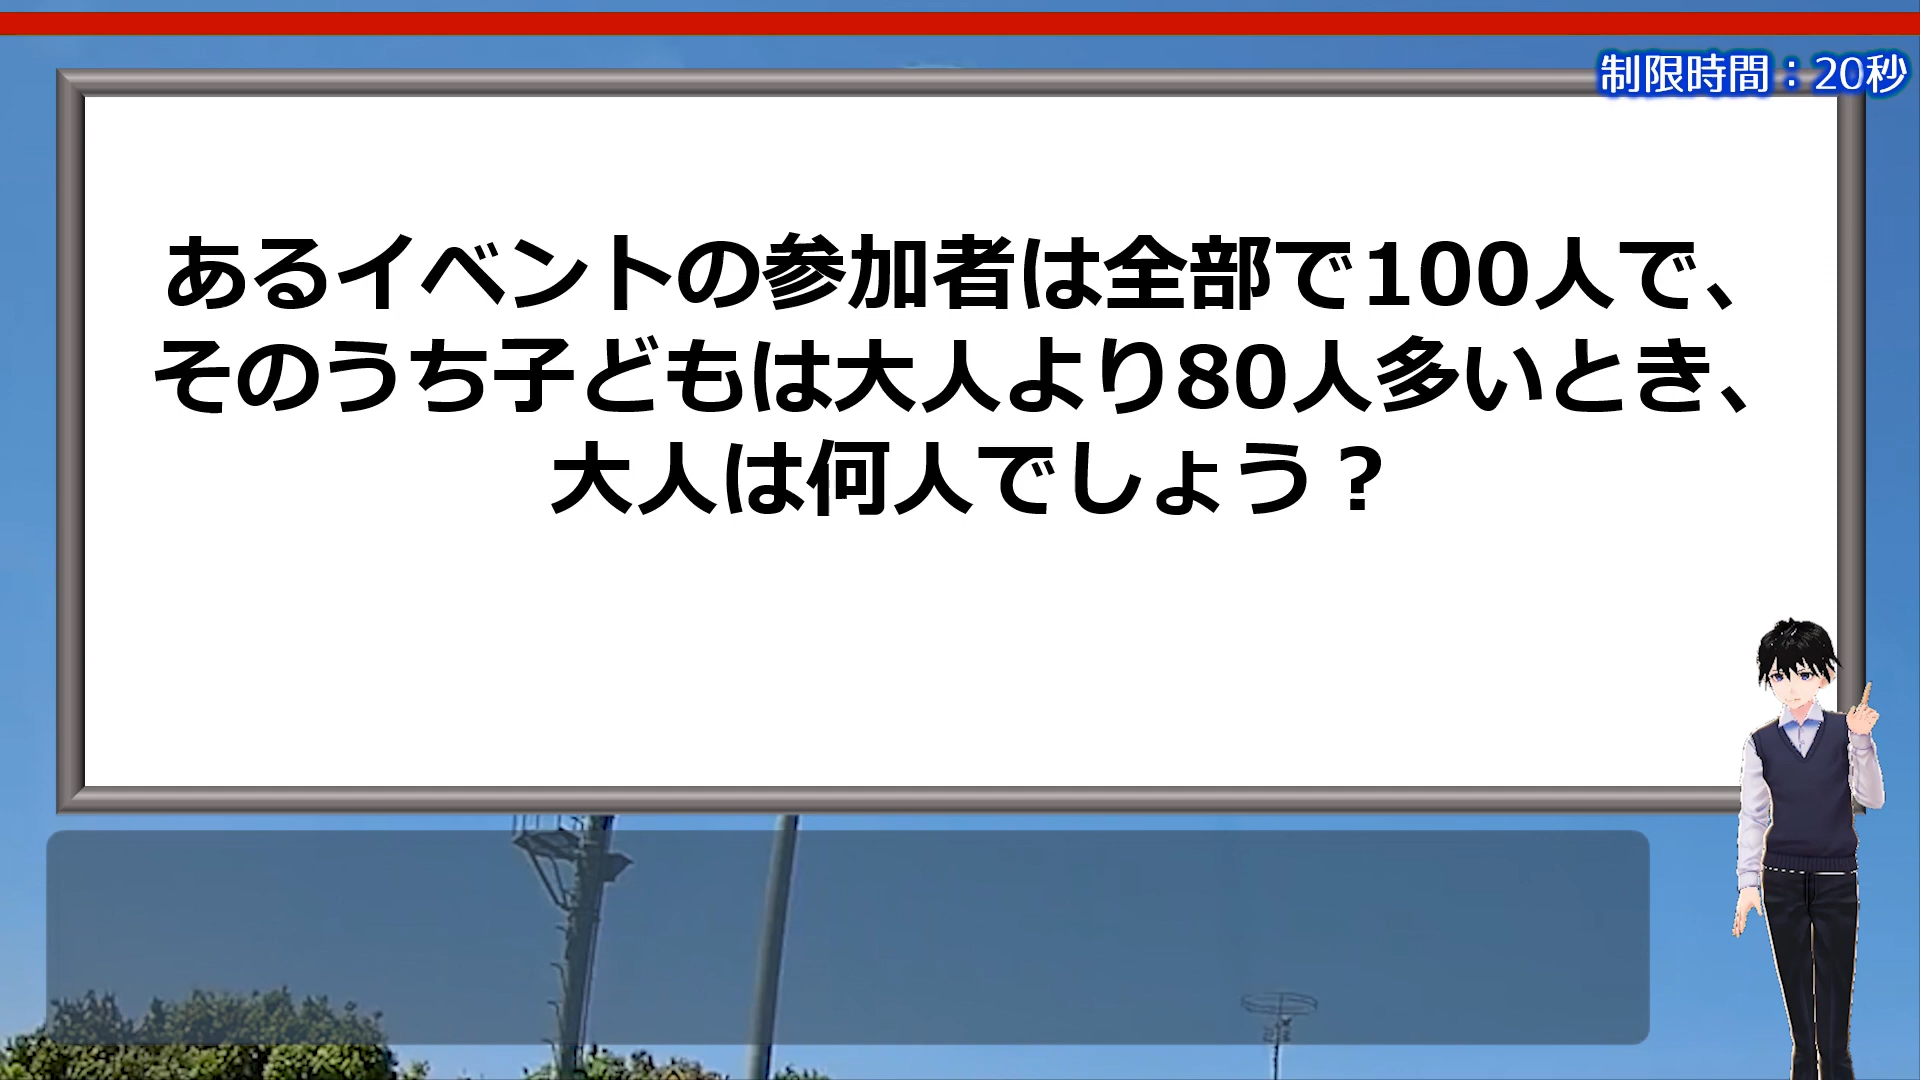 制限時間：20秒
あるイベントの参加者は全部で100人で、
そのうち子どもは大人より80人多いとき、
大人は何人でしょう？